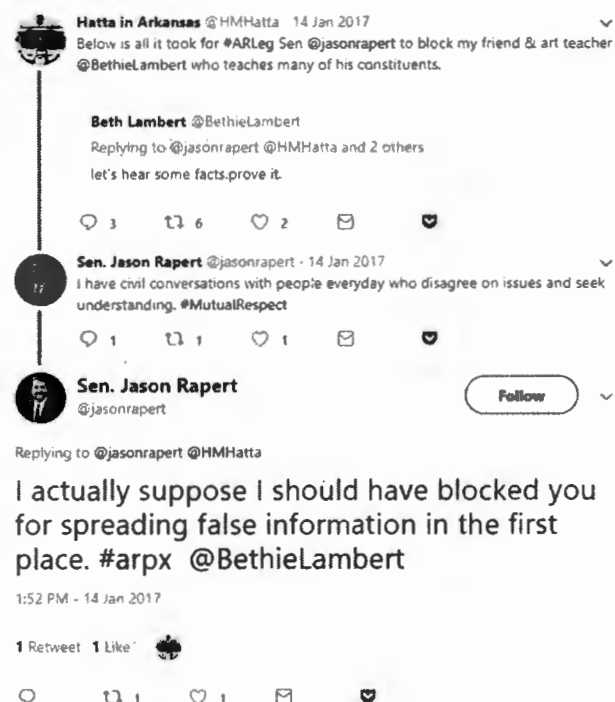 Hatta in Arkansas @HMHatta 14 Jan 2017
Below is all it took for #ARLeg Sen @jasonrapert to block my friend & art teacher
@BethieLambert who teaches many of his constituents.
Beth Lambert @BethieLambert
Replying to @jasonrapert @HMHatta and 2 others
let's hear some facts.prove it.
3 6 2
Sen. Jason Rapert @jasonrapert · 14 Jan 2017
I have civil conversations with people everyday who disagree on issues and seek
understanding. #MutualRespect
1 1 1
Sen. Jason Rapert
@jasonrapert
Follow
Replying to @jasonrapert @HMHatta
I actually suppose I should have blocked you
for spreading false information in the first
place. #arpx @BethieLambert
1:52 PM - 14 Jan 2017
1 Retweet 1 Like
1 1